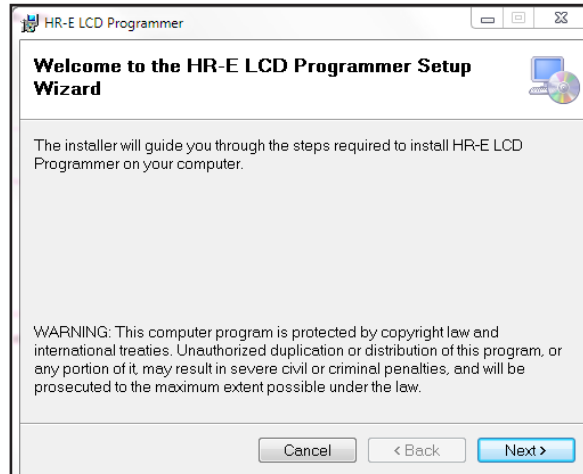 HR-E LCD Programmer
Welcome to the HR-E LCD Programmer Setup
Wizard
The installer will guide you through the steps required to install HR-E LCD
Programmer on your computer.
WARNING: This computer program is protected by copyright law and
international treaties. Unauthorized duplication or distribution of this program, or
any portion of it, may result in severe civil or criminal penalties, and will be
prosecuted to the maximum extent possible under the law.
Cancel < Back Next >